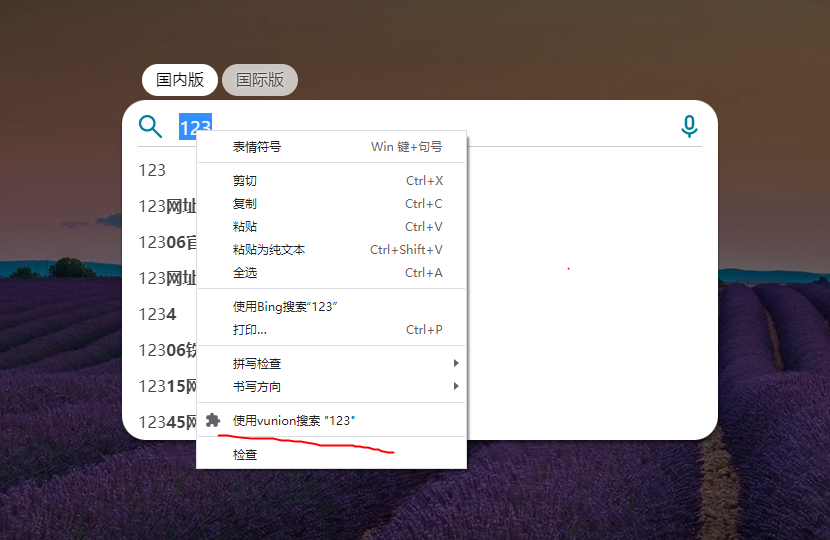 国内版 国际版
123
123
123网址
12306官
123网址
1234
12306铁
12315网
12345网
表情符号 Win 键+句号
剪切 Ctrl+X
复制 Ctrl+C
粘贴 Ctrl+V
粘贴为纯文本 Ctrl+Shift+V
全选 Ctrl+A
使用Bing搜索“123”
打印... Ctrl+P
拼写检查
书写方向
使用vunion搜索 "123"
检查